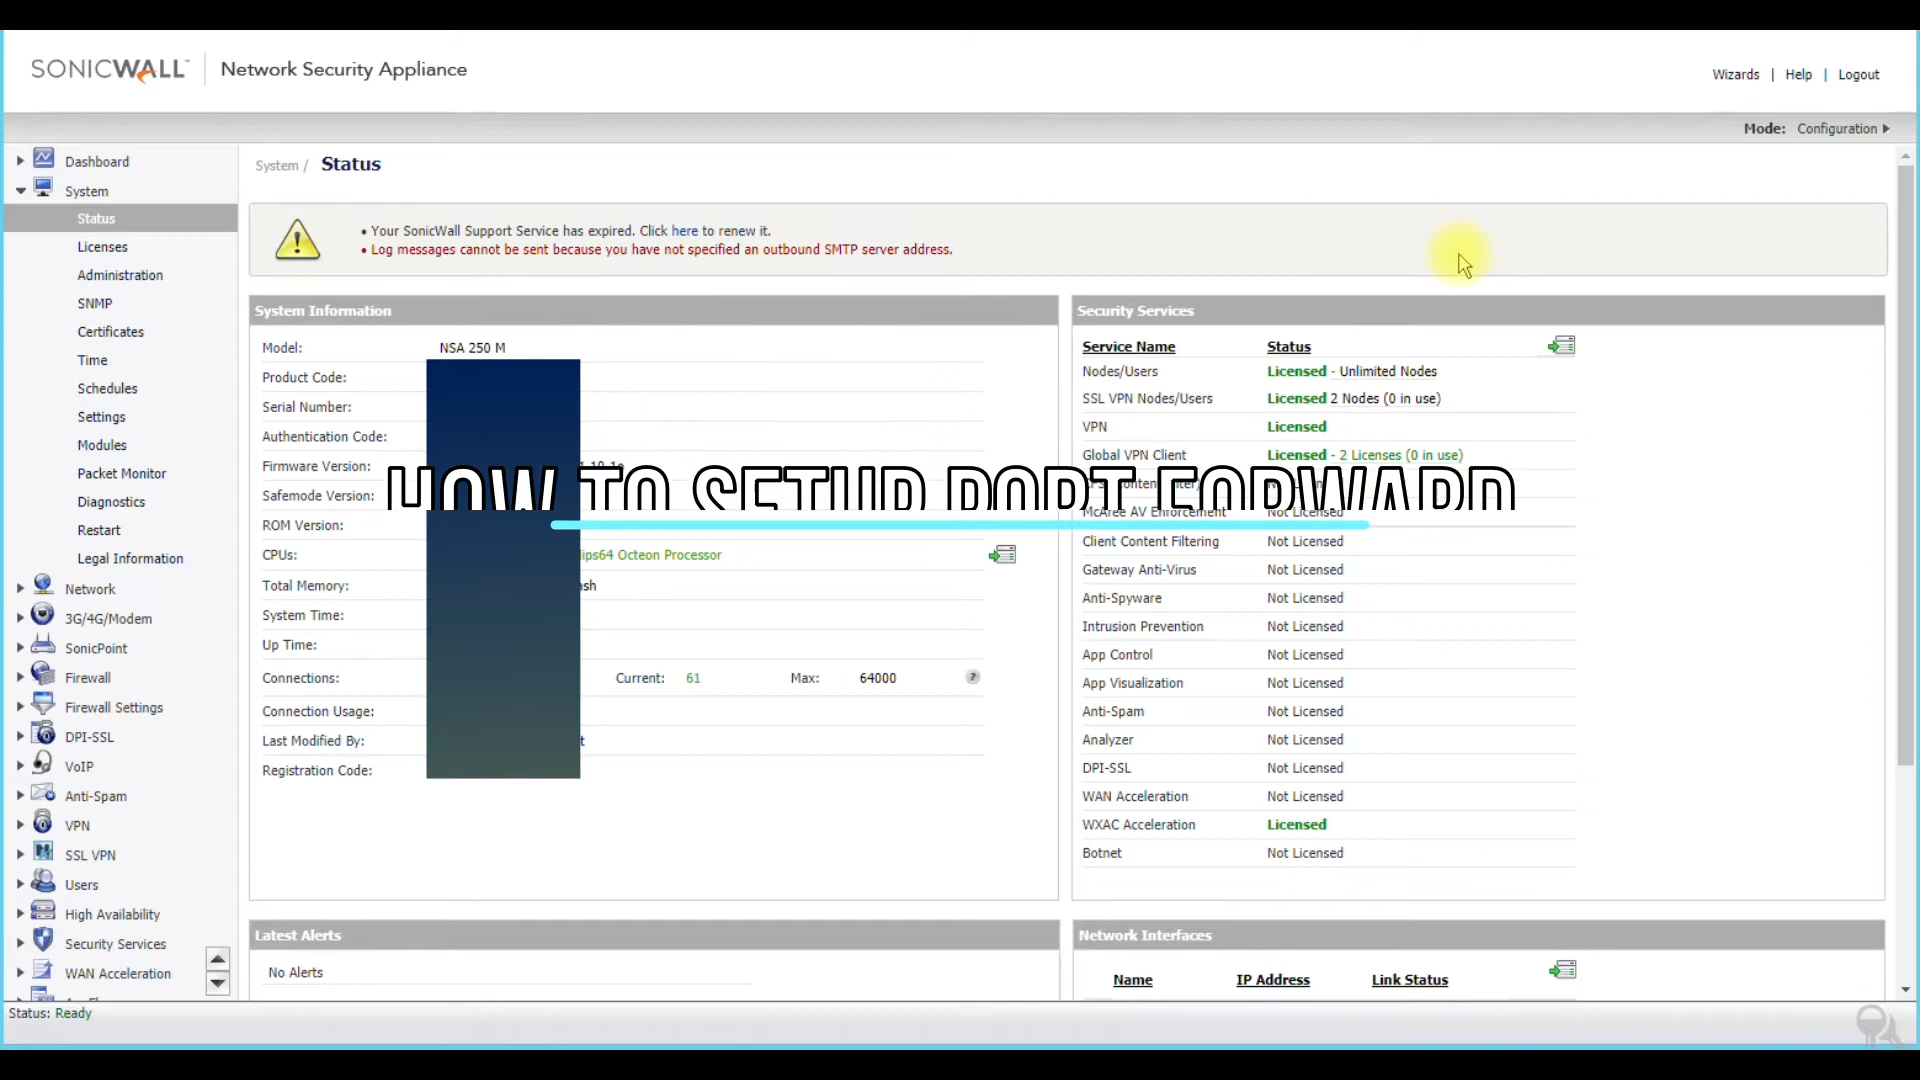 SONICWALL Network Security Appliance
Wizards | Help | Logout
Mode: Configuration
Dashboard
System
Status
Licenses
Administration
SNMP
Certificates
Time
Schedules
Settings
Modules
Packet Monitor
Diagnostics
Restart
Legal Information
Network
3G/4G/Modem
SonicPoint
Firewall
Firewall Settings
DPI-SSL
VoIP
Anti-Spam
VPN
SSL VPN
Users
High Availability
Security Services
WAN Acceleration
System / Status
• Your SonicWall Support Service has expired. Click here to renew it.
• Log messages cannot be sent because you have not specified an outbound SMTP server address.
System Information
Model: NSA 250 M
Product Code:
Serial Number:
Authentication Code:
Firmware Version:
Safemode Version:
ROM Version:
CPUs: Octeon Processor
Total Memory:
System Time:
Up Time:
Connections: Current: 61 Max: 64000 ?
Connection Usage:
Last Modified By:
Registration Code:
HOW TO SETUP PORT FORWARD
Security Services
Service Name Status
Nodes/Users Licensed - Unlimited Nodes
SSL VPN Nodes/Users Licensed 2 Nodes (0 in use)
VPN Licensed
Global VPN Client Licensed - 2 Licenses (0 in use)
McAfee AV Enforcement Not Licensed
Client Content Filtering Not Licensed
Gateway Anti-Virus Not Licensed
Anti-Spyware Not Licensed
Intrusion Prevention Not Licensed
App Control Not Licensed
App Visualization Not Licensed
Anti-Spam Not Licensed
Analyzer Not Licensed
DPI-SSL Not Licensed
WAN Acceleration Not Licensed
WXAC Acceleration Licensed
Botnet Not Licensed
Latest Alerts
No Alerts
Network Interfaces
Name IP Address Link Status
Status: Ready